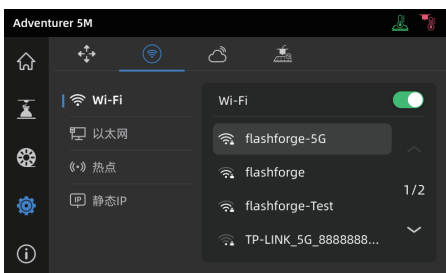 Adventurer 5M
Wi-Fi
以太网
热点
IP 静态IP
Wi-Fi
flashforge-5G
flashforge
flashforge-Test
TP-LINK_5G_8888888...
1/2